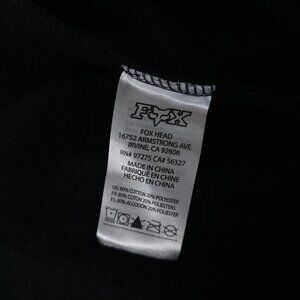 FOX
FOX HEAD
16752 ARMSTRONG AVE.
IRVINE, CA 92606
RN# 97275 CA# 56327
MADE IN CHINA
FABRIQUÉ EN CHINE
HECHO EN CHINA
US: 80% COTTON 20% POLYESTER
FR: 80% COTON 20% POLYESTERS
ES: 80% ALGODÓN 20% POLIÉSTER